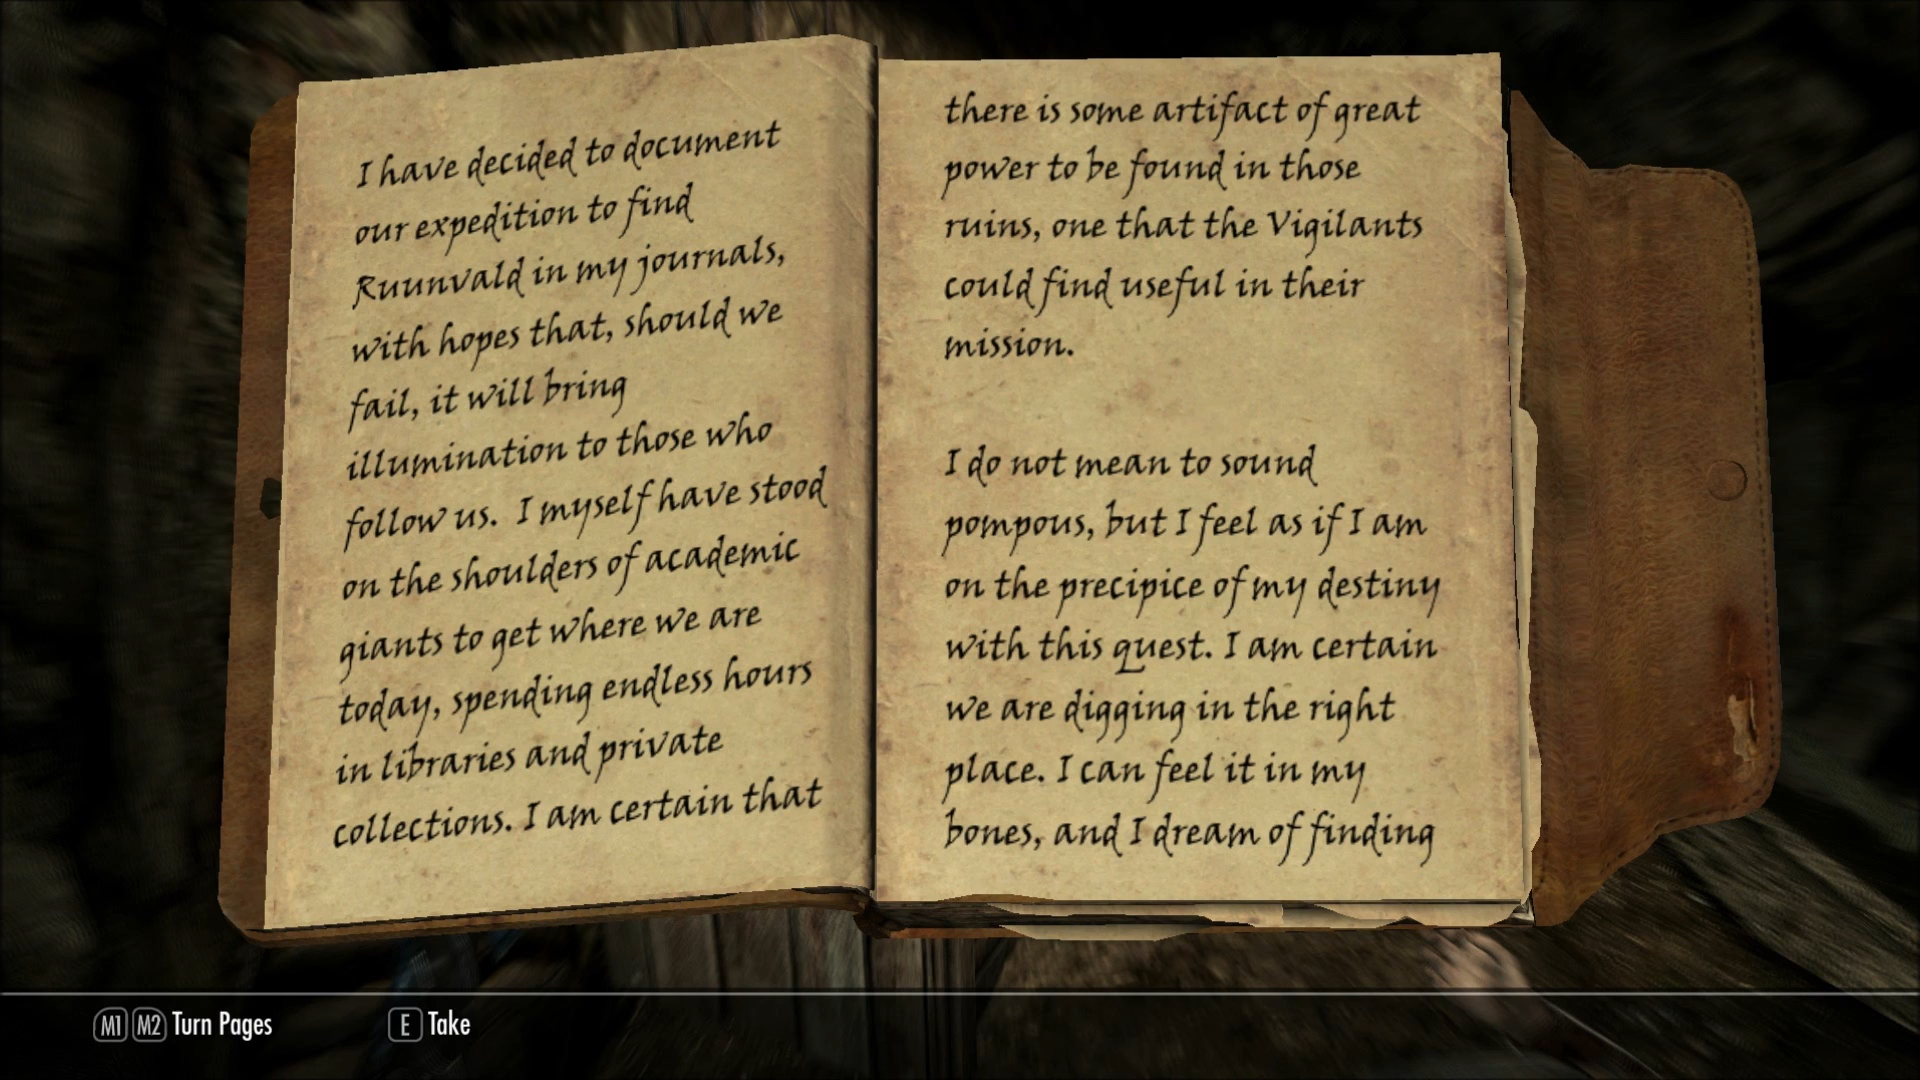 I have decided to document
our expedition to find
Ruunvald in my journals,
with hopes that, should we
fail, it will bring
illumination to those who
follow us.  I myself have stood
on the shoulders of academic
giants to get where we are
today, spending endless hours
in libraries and private
collections. I am certain that
there is some artifact of great
power to be found in those
ruins, one that the Vigilants
could find useful in their
mission.
I do not mean to sound
pompous, but I feel as if I am
on the precipice of my destiny
with this quest. I am certain
we are digging in the right
place. I can feel it in my
bones, and I dream of finding
M1 M2 Turn Pages
E Take